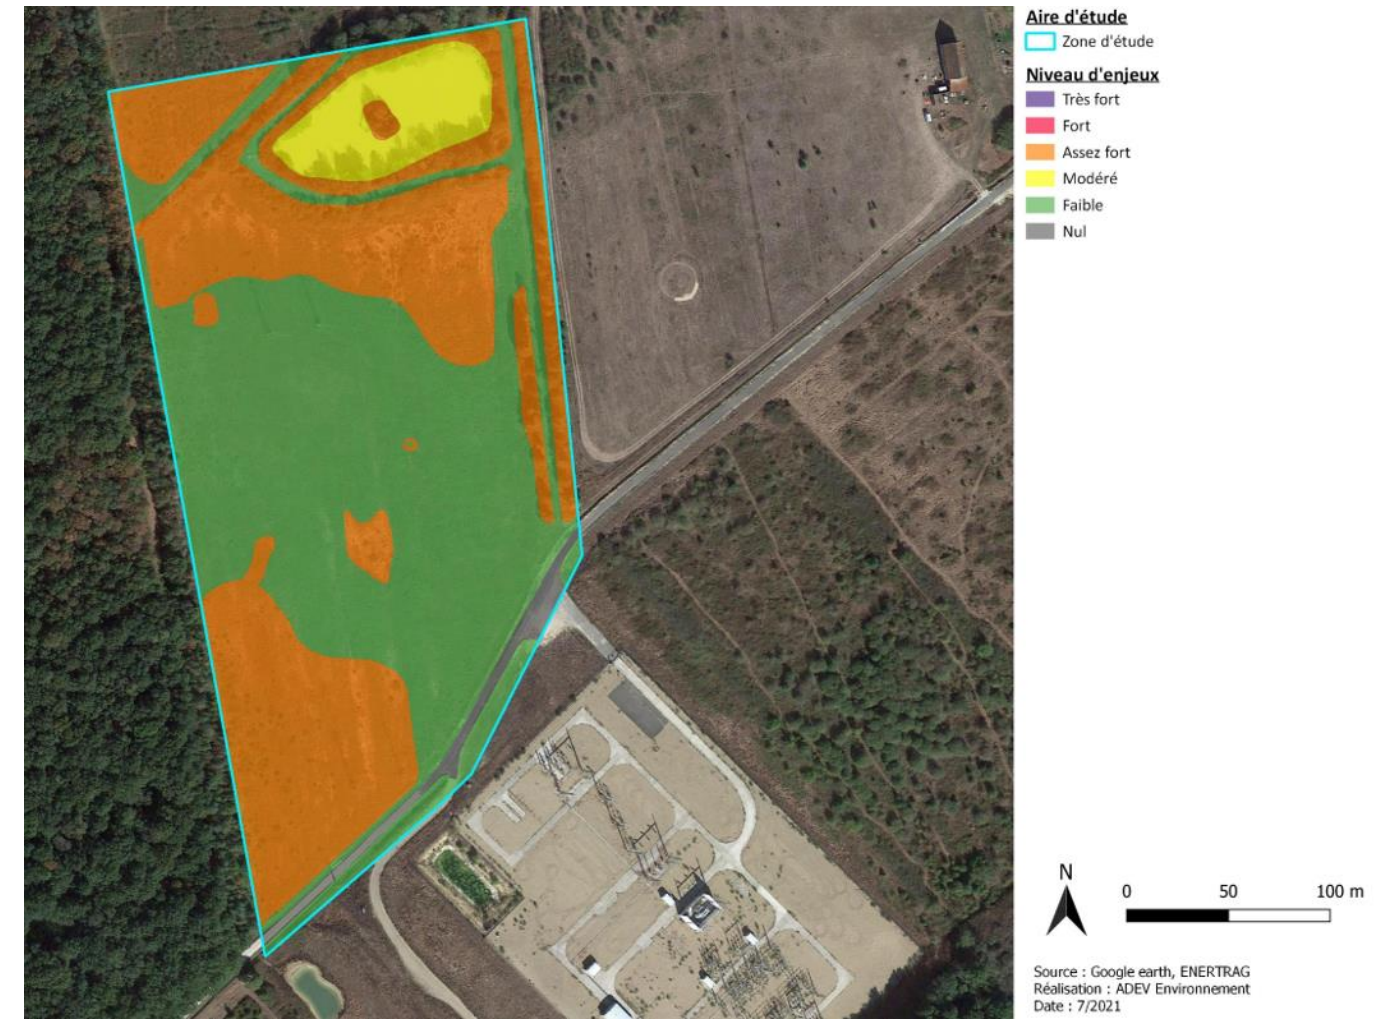 Aire d'étude
Zone d'étude
Niveau d'enjeux
Très fort
Fort
Assez fort
Modéré
Faible
Nul
N
0 50 100 m
Source : Google earth, ENERTRAG
Réalisation : ADEV Environnement
Date : 7/2021